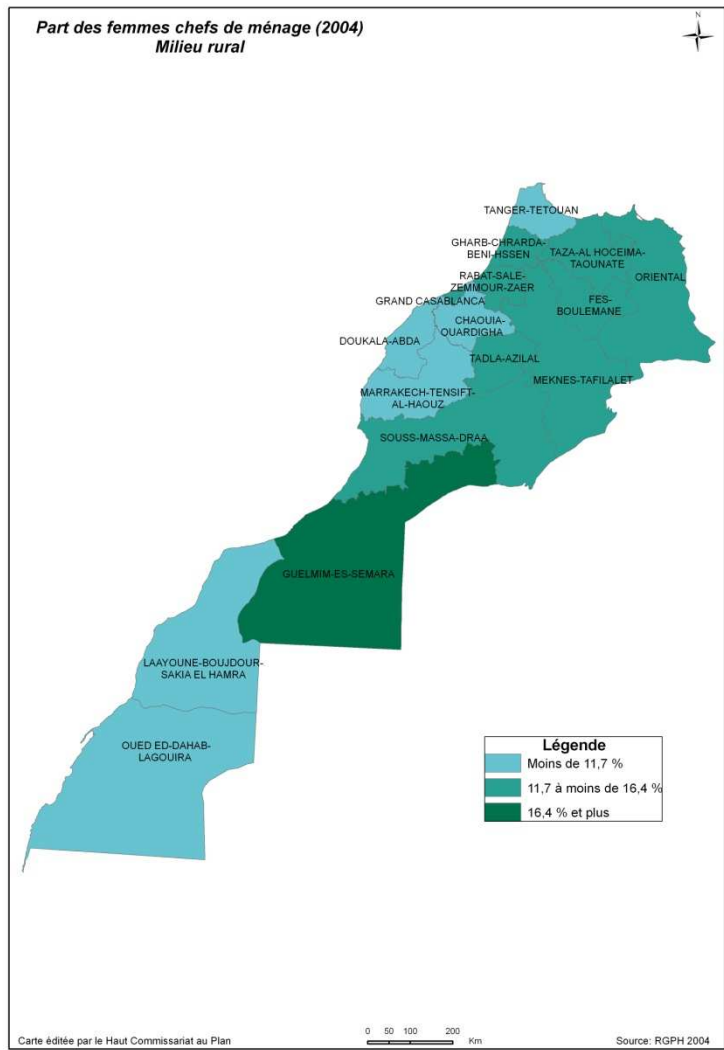 Part des femmes chefs de ménage (2004)
Milieu rural
N
TANGER-TETOUAN
GHARB-CHRARDA-
BENI-HSSEN
TAZA-AL HOCEIMA-
TAOUNATE
ORIENTAL
RABAT-SALE-
ZEMMOUR-ZAER
GRAND CASABLANCA
FES-
BOULEMANE
CHAOUIA-
OUARDIGHA
DOUKALA-ABDA
TADLA-AZILAL
MEKNES-TAFILALET
MARRAKECH-TENSIFT-
AL-HAOUZ
SOUSS-MASSA-DRAA
GUELMIM-ES-SEMARA
LAAYOUNE-BOUJDOUR-
SAKIA EL HAMRA
OUED ED-DAHAB-
LAGOUIRA
Légende
Moins de 11,7 %
11,7 à moins de 16,4 %
16,4 % et plus
Carte éditée par le Haut Commissariat au Plan
0 50 100 200
Km
Source: RGPH 2004